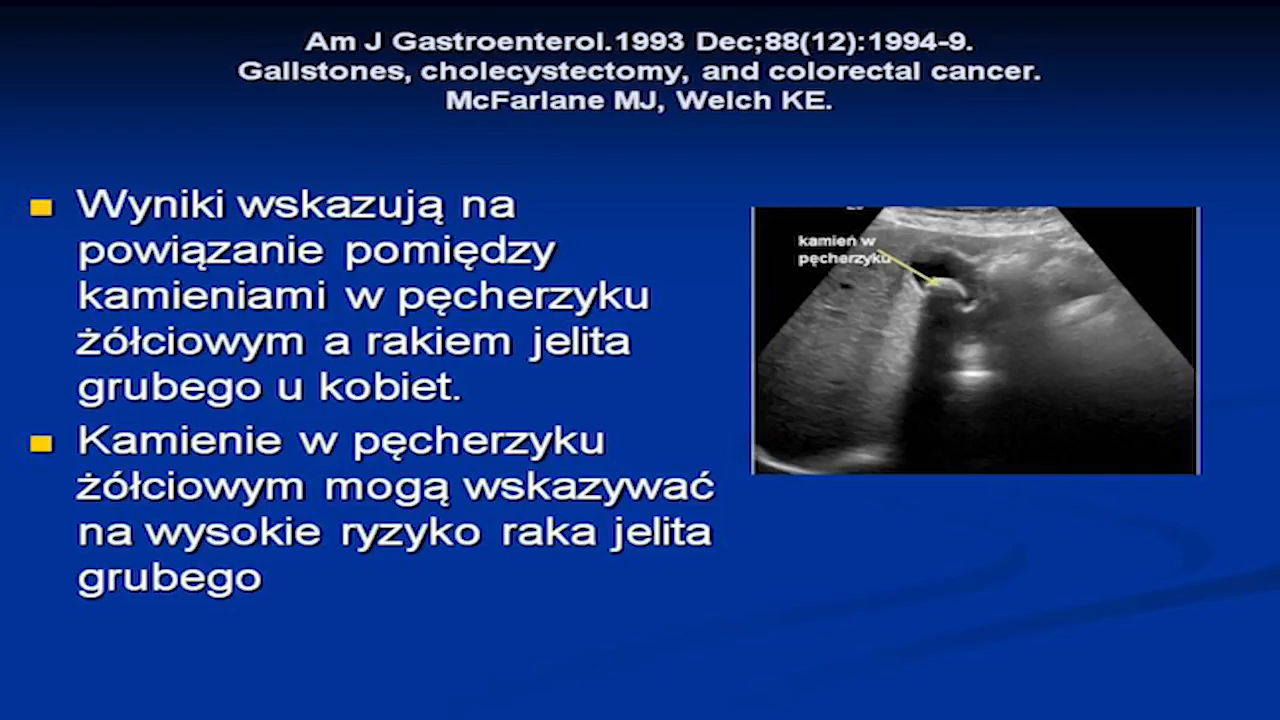 Am J Gastroenterol.1993 Dec;88(12):1994-9.
Gallstones, cholecystectomy, and colorectal cancer.
McFarlane MJ, Welch KE.
Wyniki wskazują na
powiązanie pomiędzy
kamieniami w pęcherzyku
żółciowym a rakiem jelita
grubego u kobiet.
Kamienie w pęcherzyku
żółciowym mogą wskazywać
na wysokie ryzyko raka jelita
grubego
kamień w
pęcherzyku